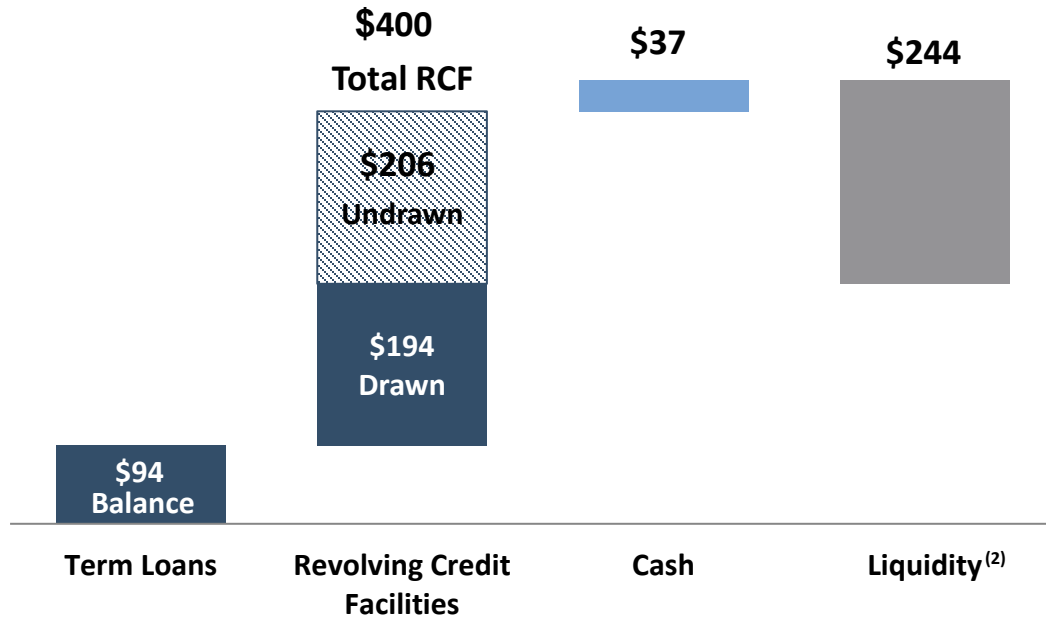 $400
Total RCF
$37
$244
$206
Undrawn
$194
Drawn
$94
Balance
Term Loans
Revolving Credit
Facilities
Cash
Liquidity(2)